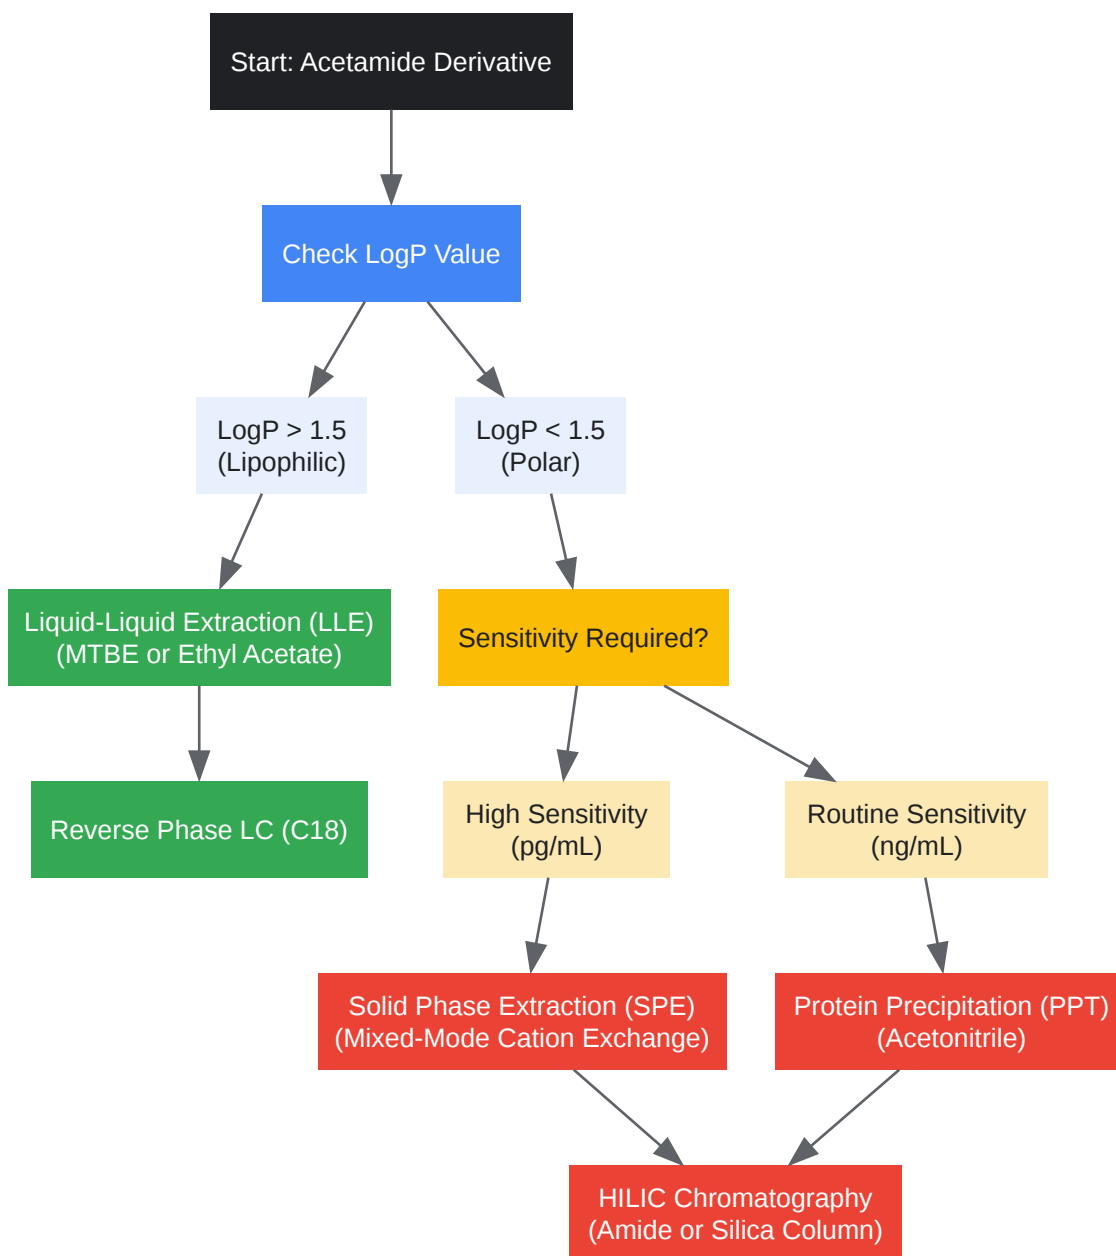 Start: Acetamide Derivative
Check LogP Value
LogP > 1.5
(Lipophilic)
LogP < 1.5
(Polar)
Liquid-Liquid Extraction (LLE)
(MTBE or Ethyl Acetate)
Sensitivity Required?
Reverse Phase LC (C18)
High Sensitivity
(pg/mL)
Routine Sensitivity
(ng/mL)
Solid Phase Extraction (SPE)
(Mixed-Mode Cation Exchange)
Protein Precipitation (PPT)
(Acetonitrile)
HILIC Chromatography
(Amide or Silica Column)